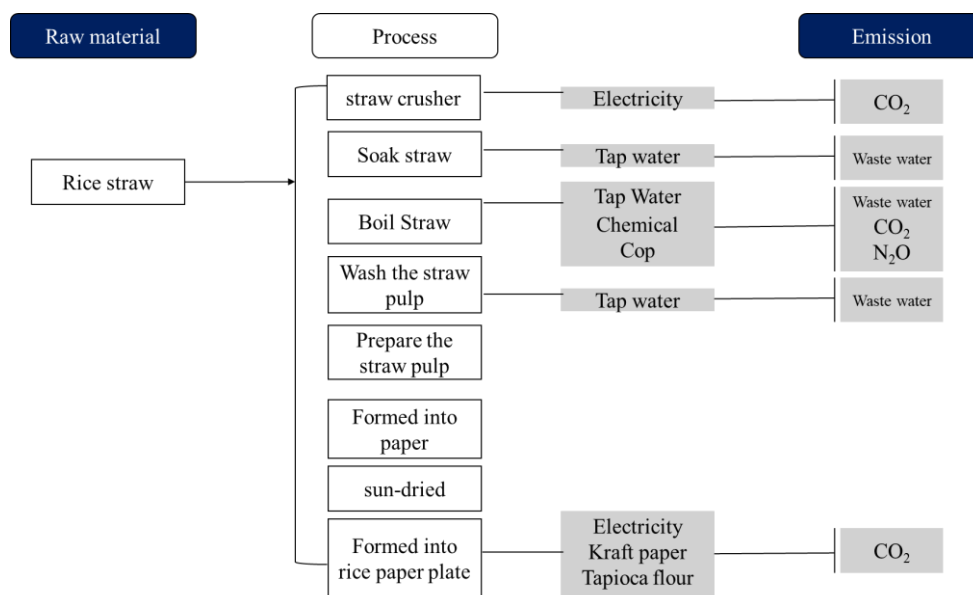 Raw material
Process
Emission
straw crusher
Electricity
CO₂
Soak straw
Tap water
Waste water
Rice straw
Boil Straw
Tap Water
Chemical
Cop
Waste water
CO₂
N₂O
Wash the straw
pulp
Tap water
Waste water
Prepare the
straw pulp
Formed into
paper
sun-dried
Formed into
rice paper plate
Electricity
Kraft paper
Tapioca flour
CO₂